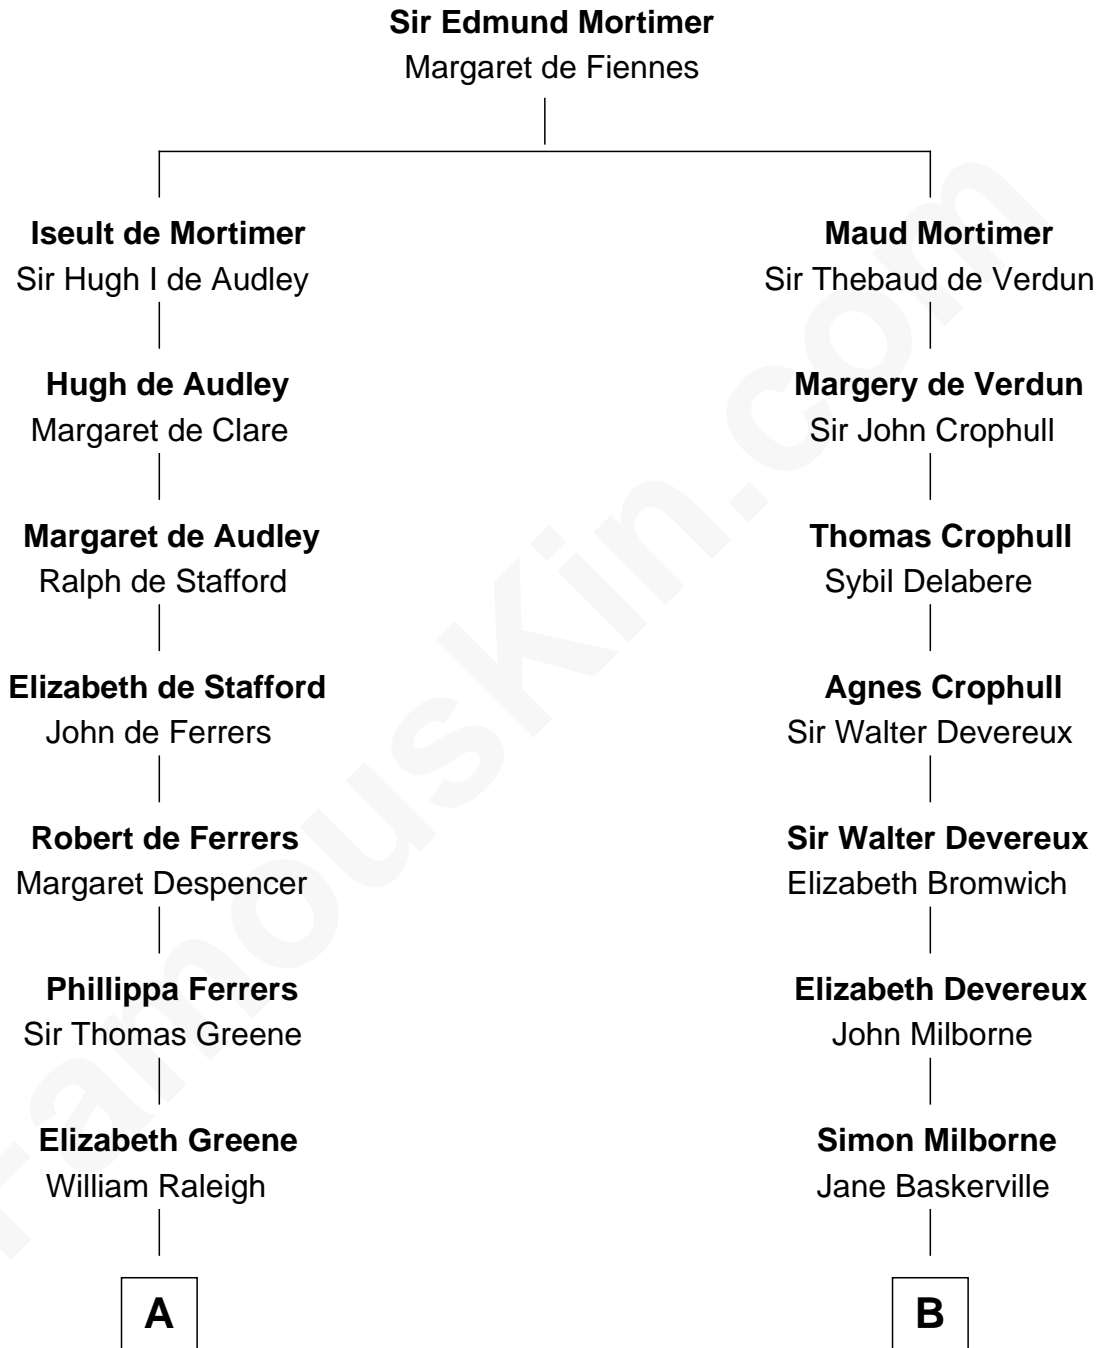 Sir Edmund Mortimer
Margaret de Fiennes
Iseult de Mortimer
Sir Hugh I de Audley
Maud Mortimer
Sir Thebaud de Verdun
Hugh de Audley
Margaret de Clare
Margery de Verdun
Sir John Crophull
Margaret de Audley
Ralph de Stafford
Thomas Crophull
Sybil Delabere
Elizabeth de Stafford
John de Ferrers
Agnes Crophull
Sir Walter Devereux
Robert de Ferrers
Margaret Despencer
Sir Walter Devereux
Elizabeth Bromwich
Phillippa Ferrers
Sir Thomas Greene
Elizabeth Devereux
John Milborne
Elizabeth Greene
William Raleigh
Simon Milborne
Jane Baskerville
A
B
FamousKin.com